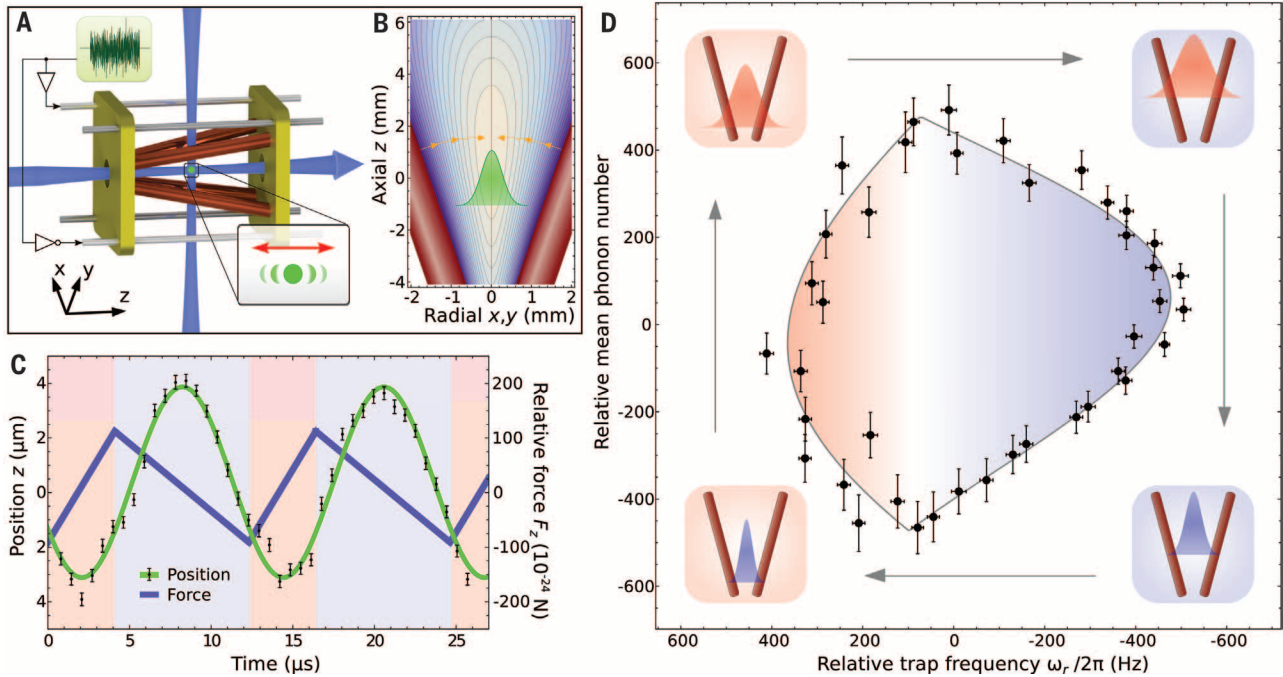 A
x
y
z
B
Axial z (mm)
6
4
2
0
-2
-4
-2
-1
0
1
2
Radial x,y (mm)
C
Position z (μm)
4
2
0
2
4
Position
Force
200
100
0
-100
-200
Relative force F_z (10⁻²⁴ N)
0
5
10
15
20
25
Time (μs)
D
Relative mean phonon number
600
400
200
0
-200
-400
-600
600
400
200
0
-200
-400
-600
Relative trap frequency ω_r /2π (Hz)